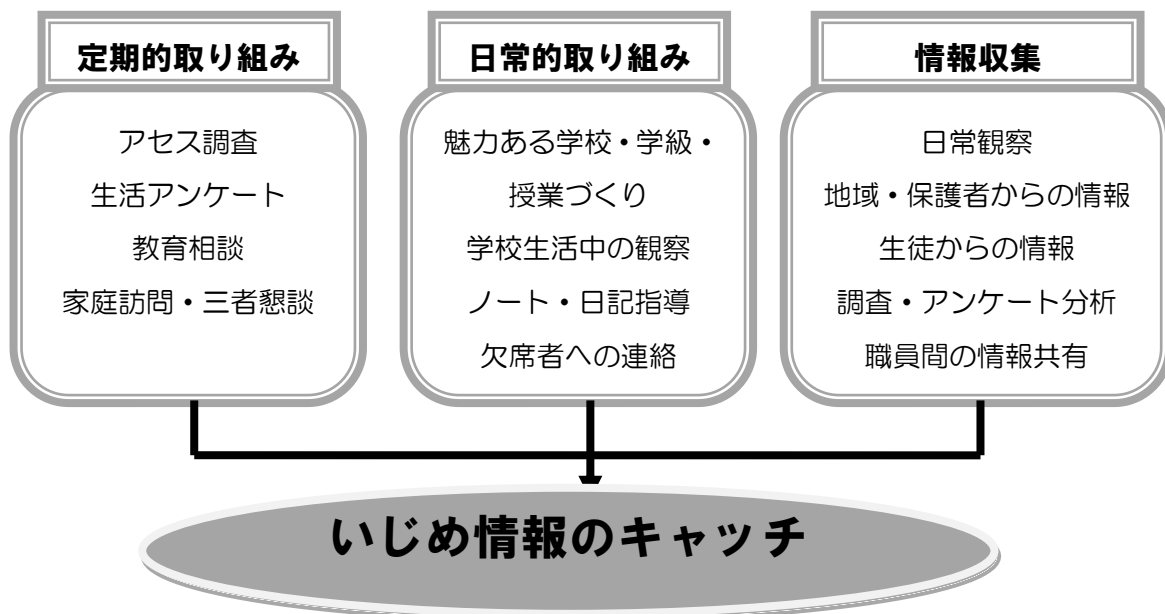 定期的取り組み
アセス調査
生活アンケート
教育相談
家庭訪問・三者懇談
日常的取り組み
魅力ある学校・学級・
授業づくり
学校生活中の観察
ノート・日記指導
欠席者への連絡
情報収集
日常観察
地域・保護者からの情報
生徒からの情報
調査・アンケート分析
職員間の情報共有
いじめ情報のキャッチ